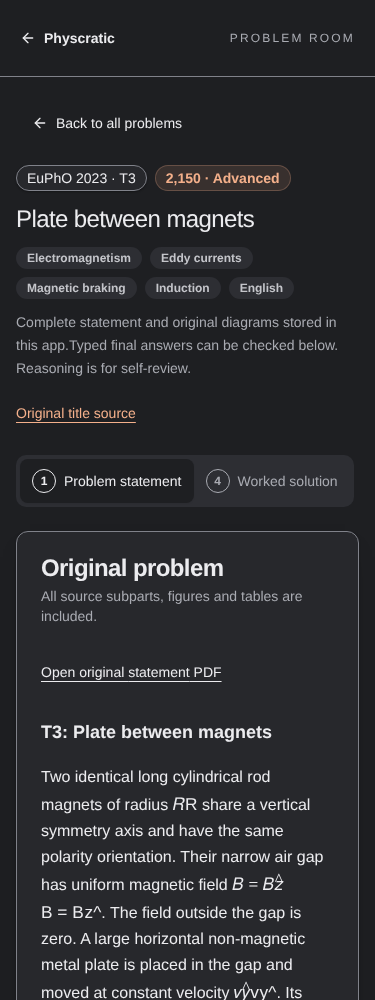 ← Physcratic PROBLEM ROOM
← Back to all problems
EuPhO 2023 · T3 2,150 · Advanced
Plate between magnets
Electromagnetism Eddy currents
Magnetic braking Induction English
Complete statement and original diagrams stored in
this app.Typed final answers can be checked below.
Reasoning is for self-review.
Original title source
1 Problem statement 4 Worked solution
Original problem
All source subparts, figures and tables are
included.
Open original statement PDF
T3: Plate between magnets
Two identical long cylindrical rod
magnets of radius RR share a vertical
symmetry axis and have the same
polarity orientation. Their narrow air gap
has uniform magnetic field B = Bẑ
B = Bz^. The field outside the gap is
zero. A large horizontal non-magnetic
metal plate is placed in the gap and
moved at constant velocity vŷvy^. Its